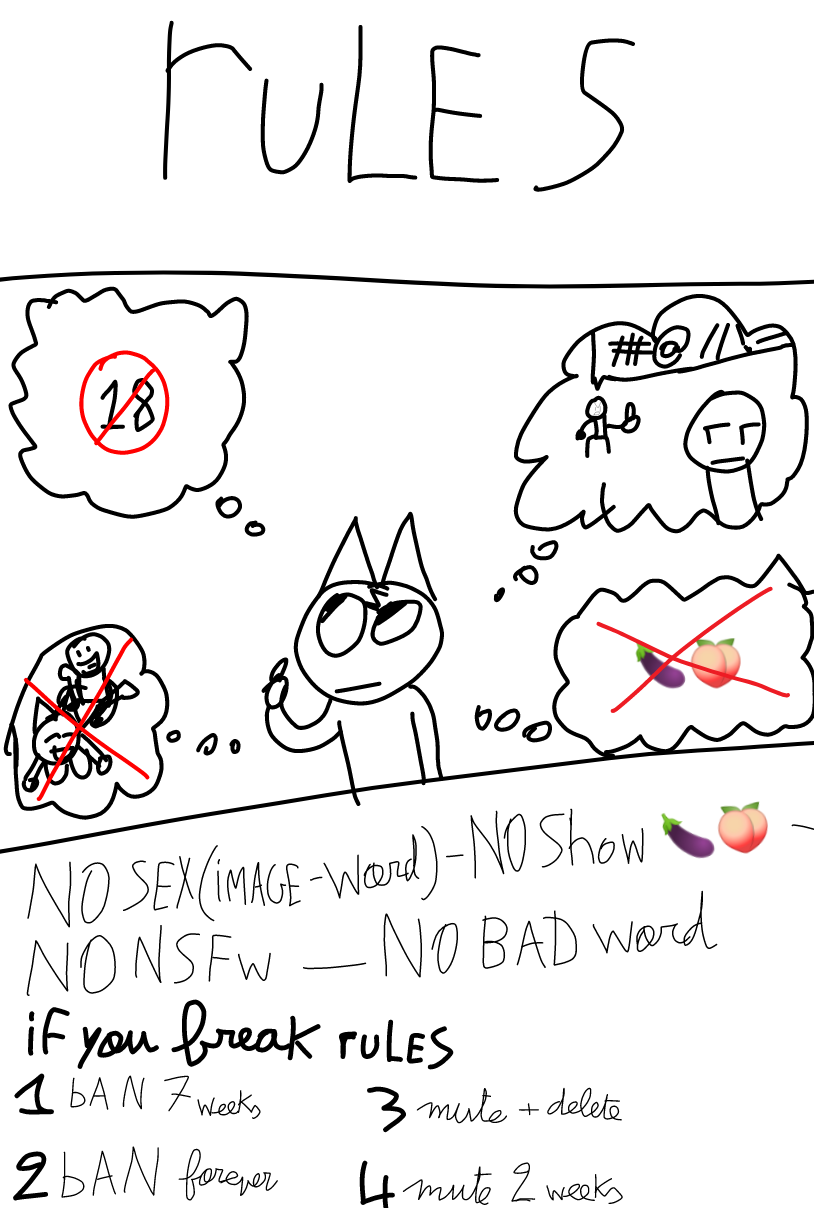 rULES
18
###@//
NO SEX(iMAGE-Word)-NO Show 🍆🍑 -
NO NSFw — NO BAD word
iF you break rULES
1 bAN 7 weeks
3 mute + delete
2 bAN forever
4 mute 2 weeks